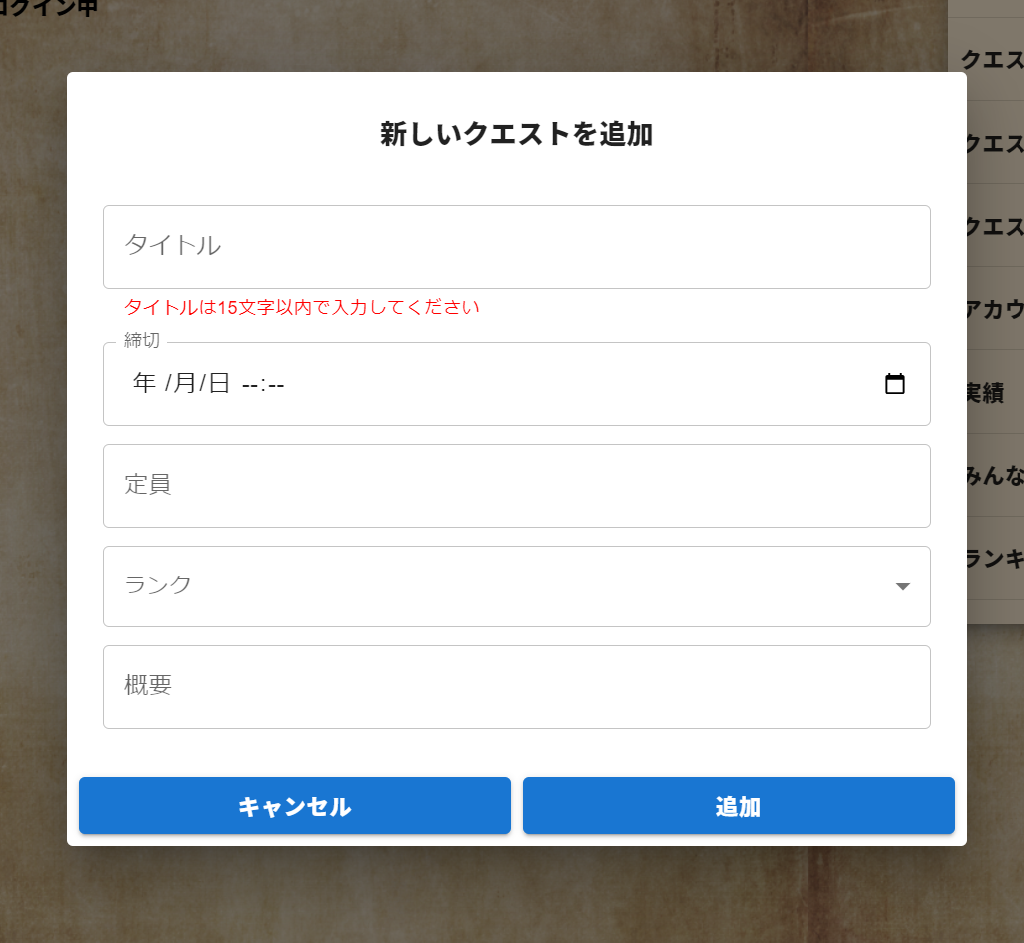 グイン中
新しいクエストを追加
タイトル
タイトルは15文字以内で入力してください
締切
年 /月/日 --:--
定員
ランク
概要
キャンセル
追加
クエス
クエス
クエス
アカウ
実績
みんな
ランキ